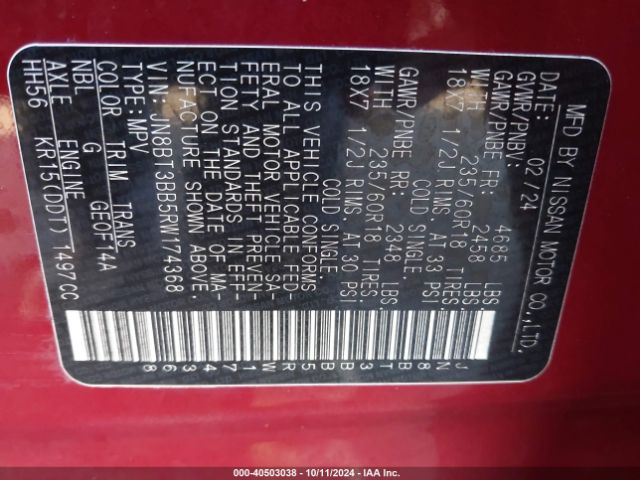 MFD BY NISSAN MOTOR CO.,LTD.
DATE: 02/24
GVWR/PNBV: 4685 LBS.
GAWR/PNBE FR: 2458 LBS.
WITH 235/60R18 TIRES.
18X7 1/2J RIMS.AT 33 PSI
COLD SINGLE.
GAWR/PNBE RR: 2358 LBS.
WITH 235/60R18 TIRES.
18X7 1/2J RIMS.AT 30 PSI
COLD SINGLE.
THIS VEHICLE CONFORMS
TO ALL APPLICABLE FED-
ERAL MOTOR VEHICLE SA-
FETY AND THEFT PREVEN-
TION STANDARDS IN EFF-
ECT ON THE DATE OF MA-
NUFACTURE SHOWN ABOVE.
VIN: JN8BT3BB5RW174368
TYPE:MPV
COLOR TRIM TRANS
NBL G GEOF14A
AXLE ENGINE
HH56 KR15(DDT) 1497CC
JN8BT3BB5RW174368
000-40503038 - 10/11/2024 - IAA Inc.